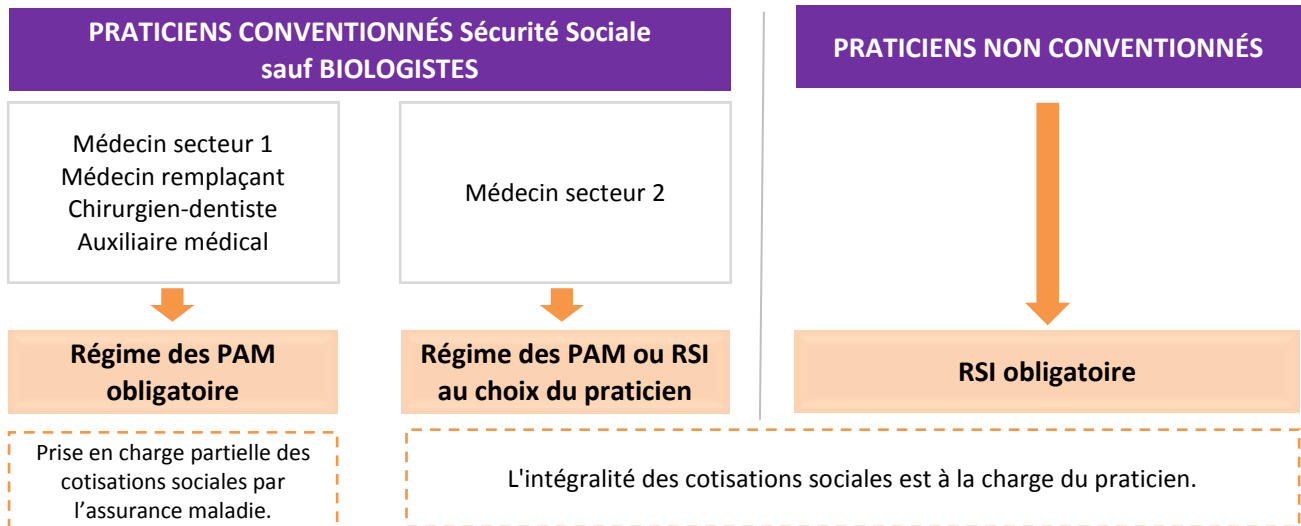 PRATICIENS CONVENTIONNÉS Sécurité Sociale
sauf BIOLOGISTES
PRATICIENS NON CONVENTIONNÉS
Médecin secteur 1
Médecin remplaçant
Chirurgien-dentiste
Auxiliaire médical
Médecin secteur 2
Régime des PAM
obligatoire
Régime des PAM ou RSI
au choix du praticien
RSI obligatoire
Prise en charge partielle des
cotisations sociales par
l’assurance maladie.
L'intégralité des cotisations sociales est à la charge du praticien.